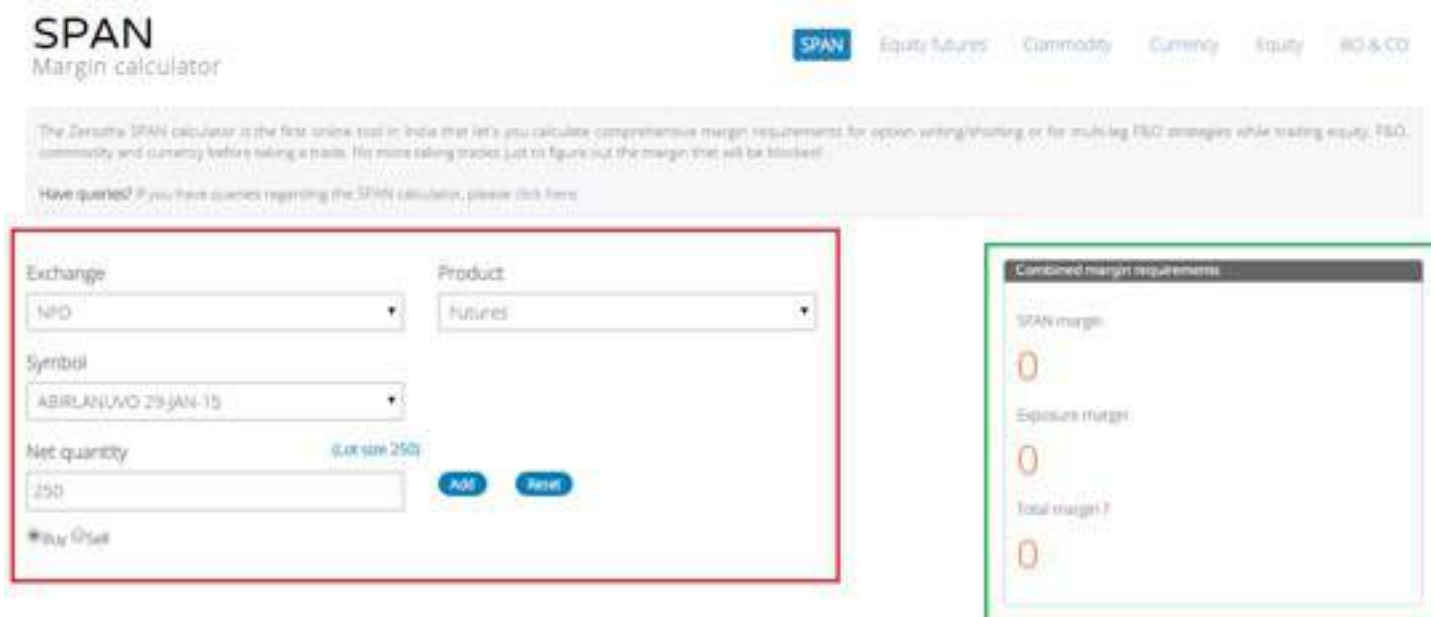 SPAN
Margin calculator
SPAN Equity futures Commodity Currency Equity BO & CO
The Zerodha SPAN calculator is the first online tool in India that let's you calculate comprehensive margin requirements for option writing/shorting or for multi-leg F&O strategies while trading equity, F&O,
commodity and currency before taking a trade. No more taking trades just to figure out the margin that will be blocked!
Have queries? If you have queries regarding the SPAN calculator, please click here
Exchange Product
NFO Futures
Symbol
ABIRLANUVO 29-JAN-15
Net quantity (Lot size 250)
250 Add Reset
Buy Sell
Combined margin requirements
SPAN margin
0
Exposure margin
0
Total margin ?
0